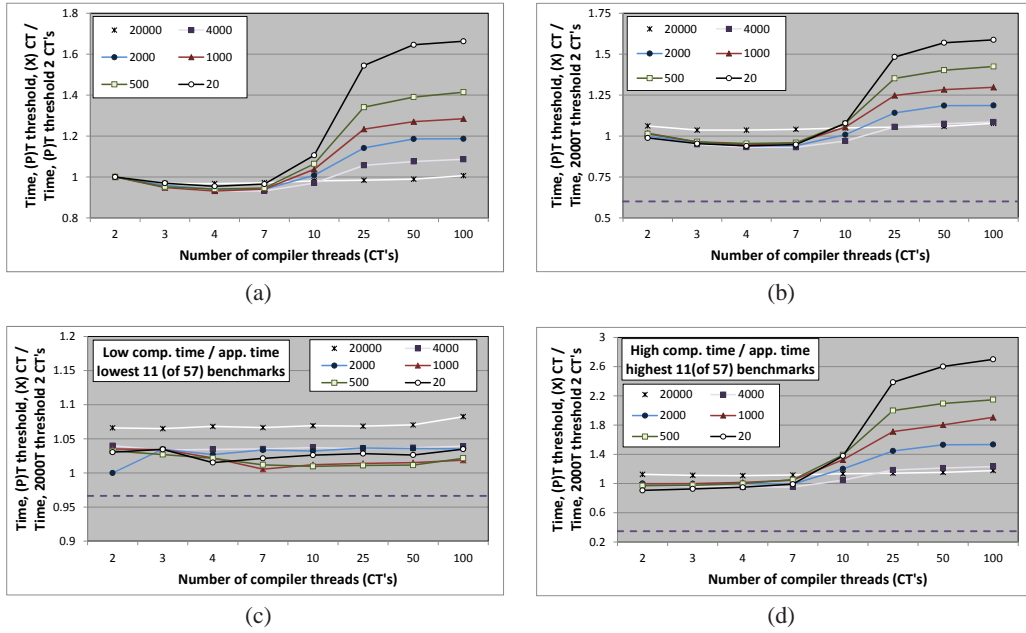 Time, (P)T threshold, (X) CT /
Time, (P)T threshold, 2 CT's
1.8
1.6
1.4
1.2
1
0.8
20000 4000
2000 1000
500 20
2 3 4 7 10 25 50 100
Number of compiler threads (CT's)
(a)
Time, (P)T threshold, (X) CT /
Time, 2000T threshold 2 CT's
1.75
1.5
1.25
1
0.75
0.5
20000 4000
2000 1000
500 20
2 3 4 7 10 25 50 100
Number of compiler threads (CT's)
(b)
Time, (P)T threshold, (X) CT /
Time, 2000T threshold 2 CT's
1.2
1.15
1.1
1.05
1
0.95
0.9
Low comp. time / app. time
lowest 11 (of 57) benchmarks
20000 4000
2000 1000
500 20
2 3 4 7 10 25 50 100
Number of compiler threads (CT's)
(c)
Time, (P)T threshold, (X) CT /
Time, 2000T threshold 2 CT's
3
2.6
2.2
1.8
1.4
1
0.6
0.2
High comp. time / app. time
highest 11(of 57) benchmarks
20000 4000
2000 1000
500 20
2 3 4 7 10 25 50 100
Number of compiler threads (CT's)
(d)